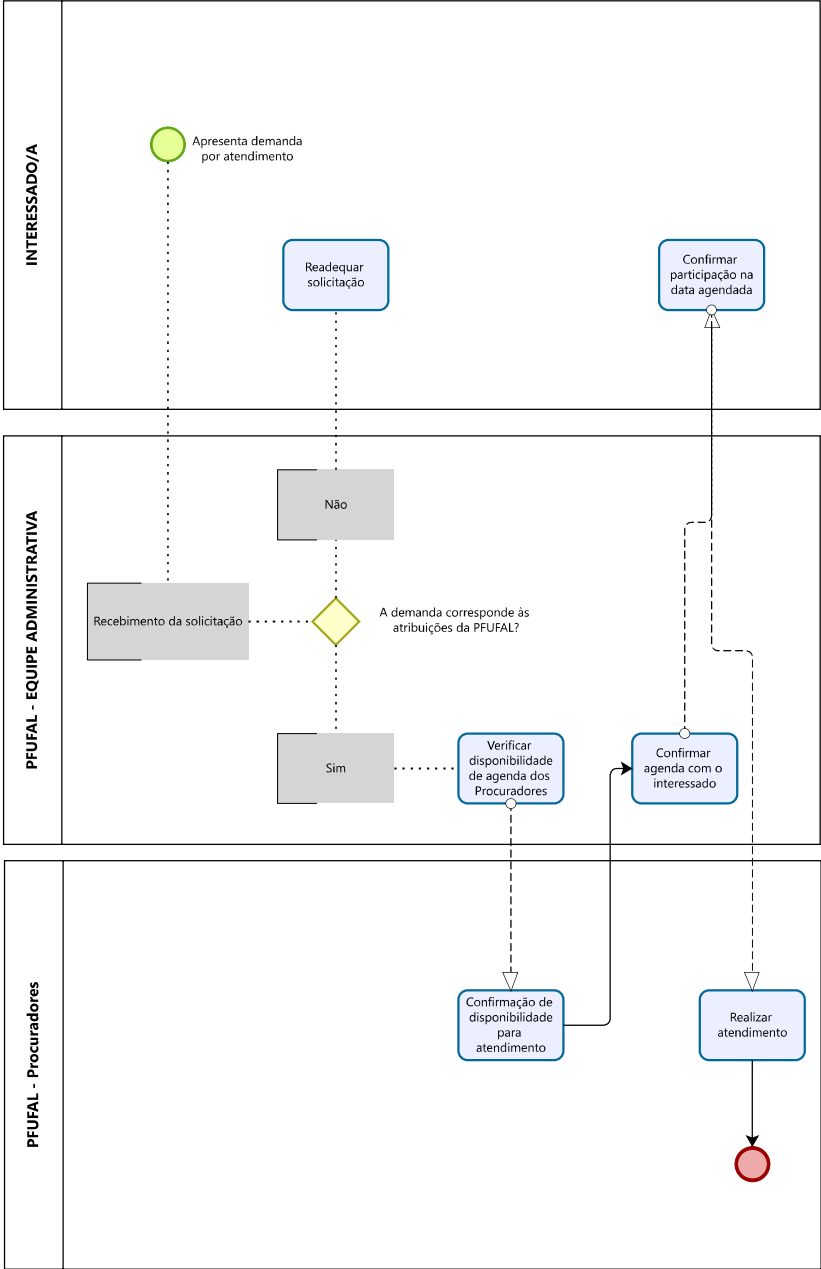 INTERESSADO/A
Apresenta demanda
por atendimento
Readequar
solicitação
Confirmar
participação na
data agendada
PFUFAL - EQUIPE ADMINISTRATIVA
Não
Recebimento da solicitação
A demanda corresponde às
atribuições da PFUFAL?
Sim
Verificar
disponibilidade
de agenda dos
Procuradores
Confirmar
agenda com o
interessado
PFUFAL - Procuradores
Confirmação de
disponibilidade
para
atendimento
Realizar
atendimento